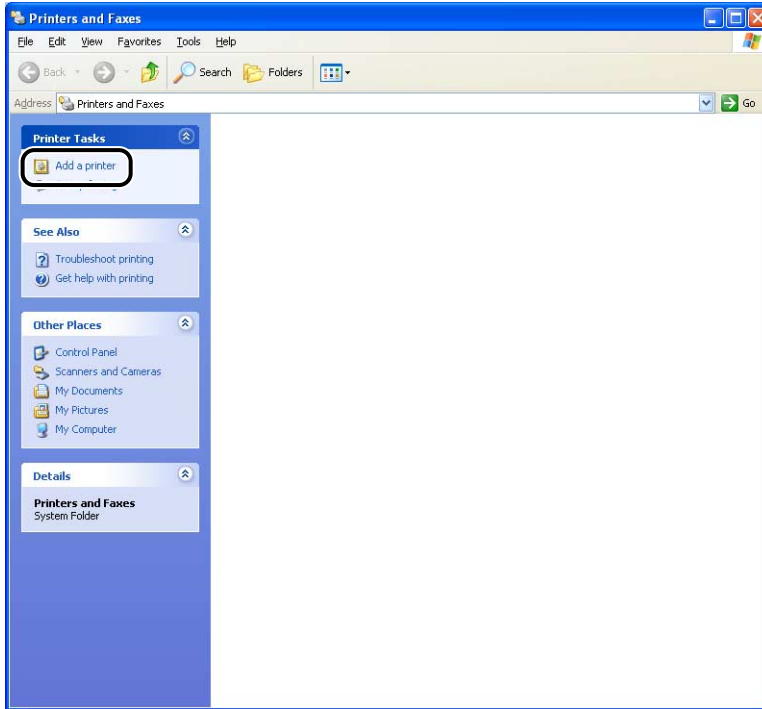 Printers and Faxes
File Edit View Favorites Tools Help
Back Search Folders
Address Printers and Faxes Go
Printer Tasks
Add a printer
See Also
Troubleshoot printing
Get help with printing
Other Places
Control Panel
Scanners and Cameras
My Documents
My Pictures
My Computer
Details
Printers and Faxes
System Folder